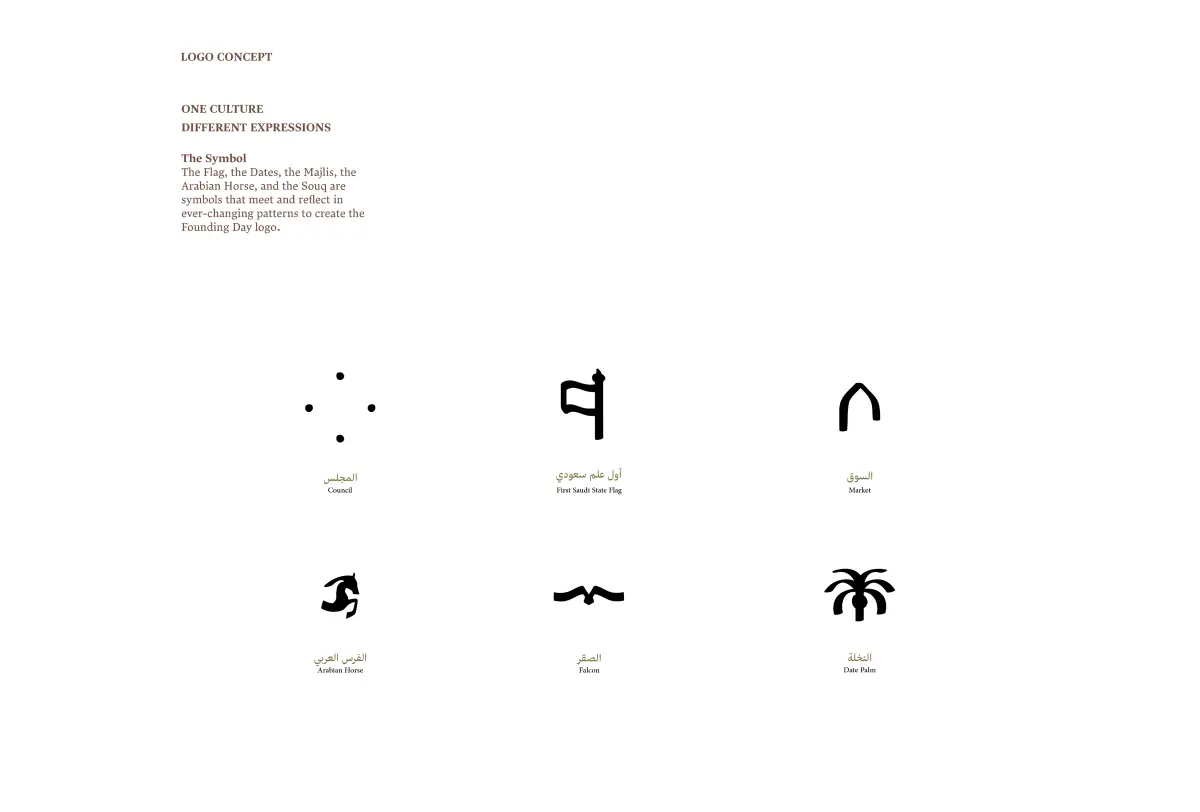 LOGO CONCEPT
ONE CULTURE
DIFFERENT EXPRESSIONS
The Symbol
The Flag, the Dates, the Majlis, the
Arabian Horse, and the Souq are
symbols that meet and reflect in
ever-changing patterns to create the
Founding Day logo.
المجلس
Council
أول علم سعودي
First Saudi State Flag
السوق
Market
الفرس العربي
Arabian Horse
الصقر
Falcon
النخلة
Date Palm